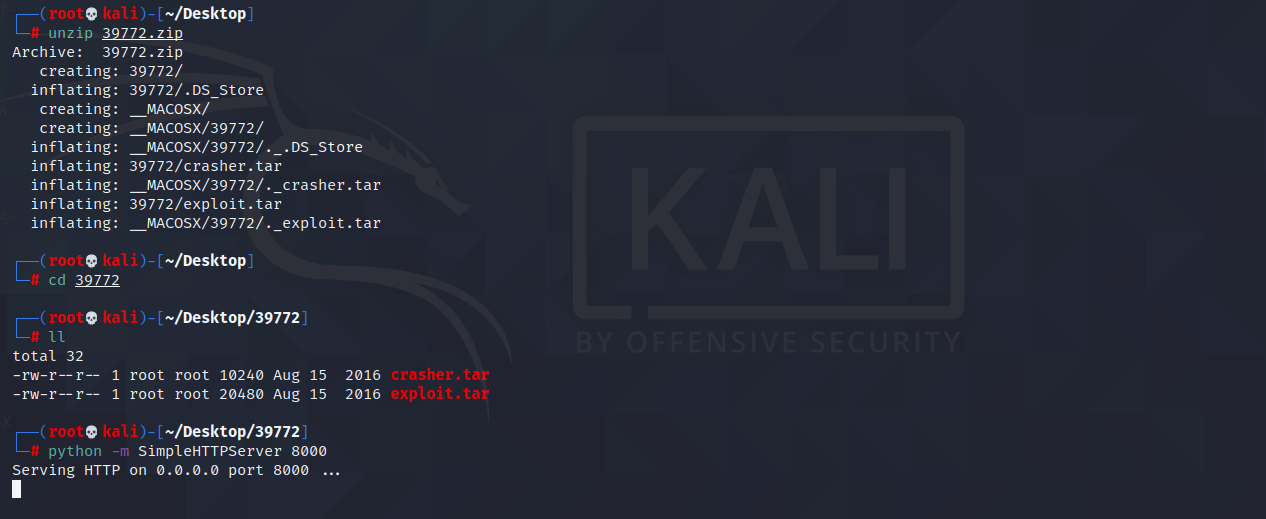 ┌──(root💀kali)-[~/Desktop]
└─# unzip 39772.zip
Archive:  39772.zip
   creating: 39772/
  inflating: 39772/.DS_Store
   creating: __MACOSX/
   creating: __MACOSX/39772/
  inflating: __MACOSX/39772/._.DS_Store
  inflating: 39772/crasher.tar
  inflating: __MACOSX/39772/._crasher.tar
  inflating: 39772/exploit.tar
  inflating: __MACOSX/39772/._exploit.tar
┌──(root💀kali)-[~/Desktop]
└─# cd 39772
┌──(root💀kali)-[~/Desktop/39772]
└─# ll
total 32
-rw-r--r-- 1 root root 10240 Aug 15  2016 crasher.tar
-rw-r--r-- 1 root root 20480 Aug 15  2016 exploit.tar
┌──(root💀kali)-[~/Desktop/39772]
└─# python -m SimpleHTTPServer 8000
Serving HTTP on 0.0.0.0 port 8000 ...
KALI
BY OFFENSIVE SECURITY